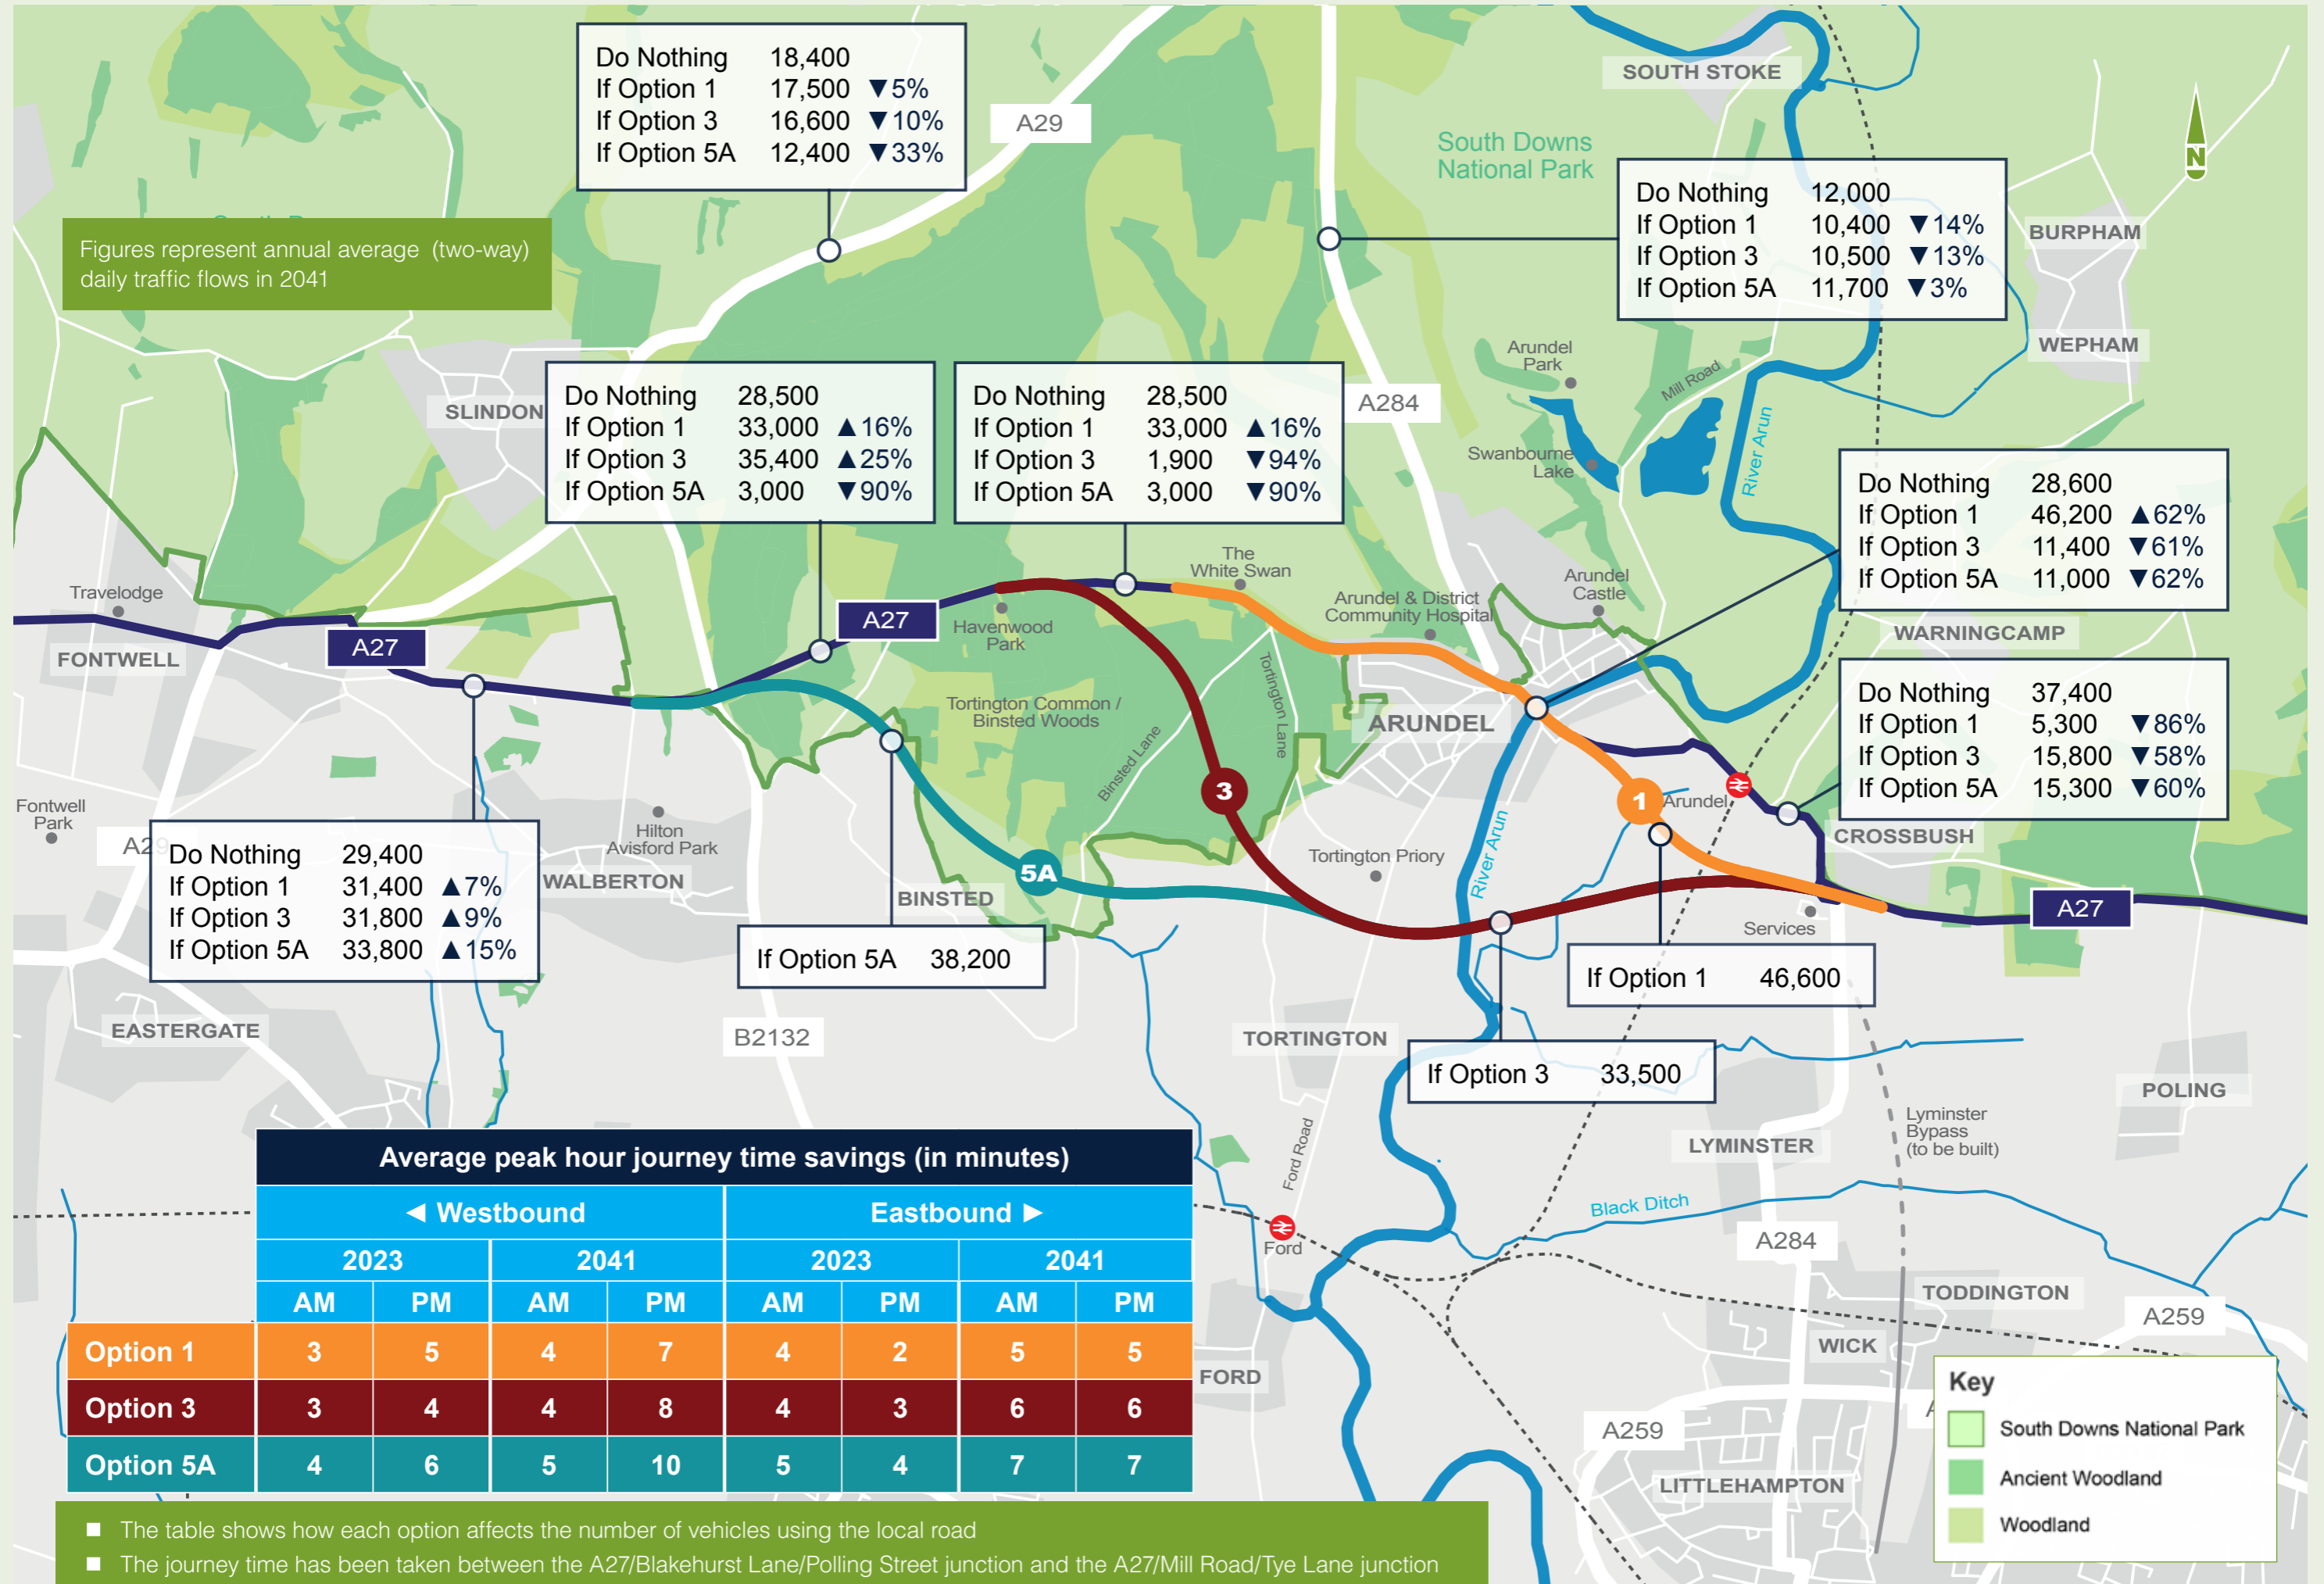 Do Nothing 18,400
If Option 1 17,500 ▼5%
If Option 3 16,600 ▼10%
If Option 5A 12,400 ▼33%
A29
SOUTH STOKE
South Downs
National Park
N
Do Nothing 12,000
If Option 1 10,400 ▼14%
If Option 3 10,500 ▼13%
If Option 5A 11,700 ▼3%
BURPHAM
WEPHAM
Figures represent annual average (two-way)
daily traffic flows in 2041
SLINDON
Do Nothing 28,500
If Option 1 33,000 ▲16%
If Option 3 35,400 ▲25%
If Option 5A 3,000 ▼90%
Do Nothing 28,500
If Option 1 33,000 ▲16%
If Option 3 1,900 ▼94%
If Option 5A 3,000 ▼90%
A284
Arundel
Park
Mill Road
Swanbourne
Lake
River Arun
Do Nothing 28,600
If Option 1 46,200 ▲62%
If Option 3 11,400 ▼61%
If Option 5A 11,000 ▼62%
Travelodge
FONTWELL
A27
A27
Havenwood
Park
The
White Swan
Arundel & District
Community Hospital
Arundel
Castle
WARNINGCAMP
Do Nothing 37,400
If Option 1 5,300 ▼86%
If Option 3 15,800 ▼58%
If Option 5A 15,300 ▼60%
Tortington Common /
Binsted Woods
Binsted Lane
Tortington Lane
ARUNDEL
3
1
Arundel
CROSSBUSH
Fontwell
Park
A29
Do Nothing 29,400
If Option 1 31,400 ▲7%
If Option 3 31,800 ▲9%
If Option 5A 33,800 ▲15%
Hilton
Avisford Park
WALBERTON
BINSTED
5A
Tortington Priory
River Arun
Services
A27
If Option 5A 38,200
If Option 1 46,600
If Option 3 33,500
EASTERGATE
B2132
TORTINGTON
POLING
Ford Road
LYMINSTER
Lyminster
Bypass
(to be built)
Black Ditch
Ford
A284
TODDINGTON
A259
WICK
FORD
A259
LITTLEHAMPTON
Average peak hour journey time savings (in minutes)
◄ Westbound Eastbound ►
2023 2041 2023 2041
AM PM AM PM AM PM AM PM
Option 1 3 5 4 7 4 2 5 5
Option 3 3 4 4 8 4 3 6 6
Option 5A 4 6 5 10 5 4 7 7
Key
South Downs National Park
Ancient Woodland
Woodland
■ The table shows how each option affects the number of vehicles using the local road
■ The journey time has been taken between the A27/Blakehurst Lane/Polling Street junction and the A27/Mill Road/Tye Lane junction